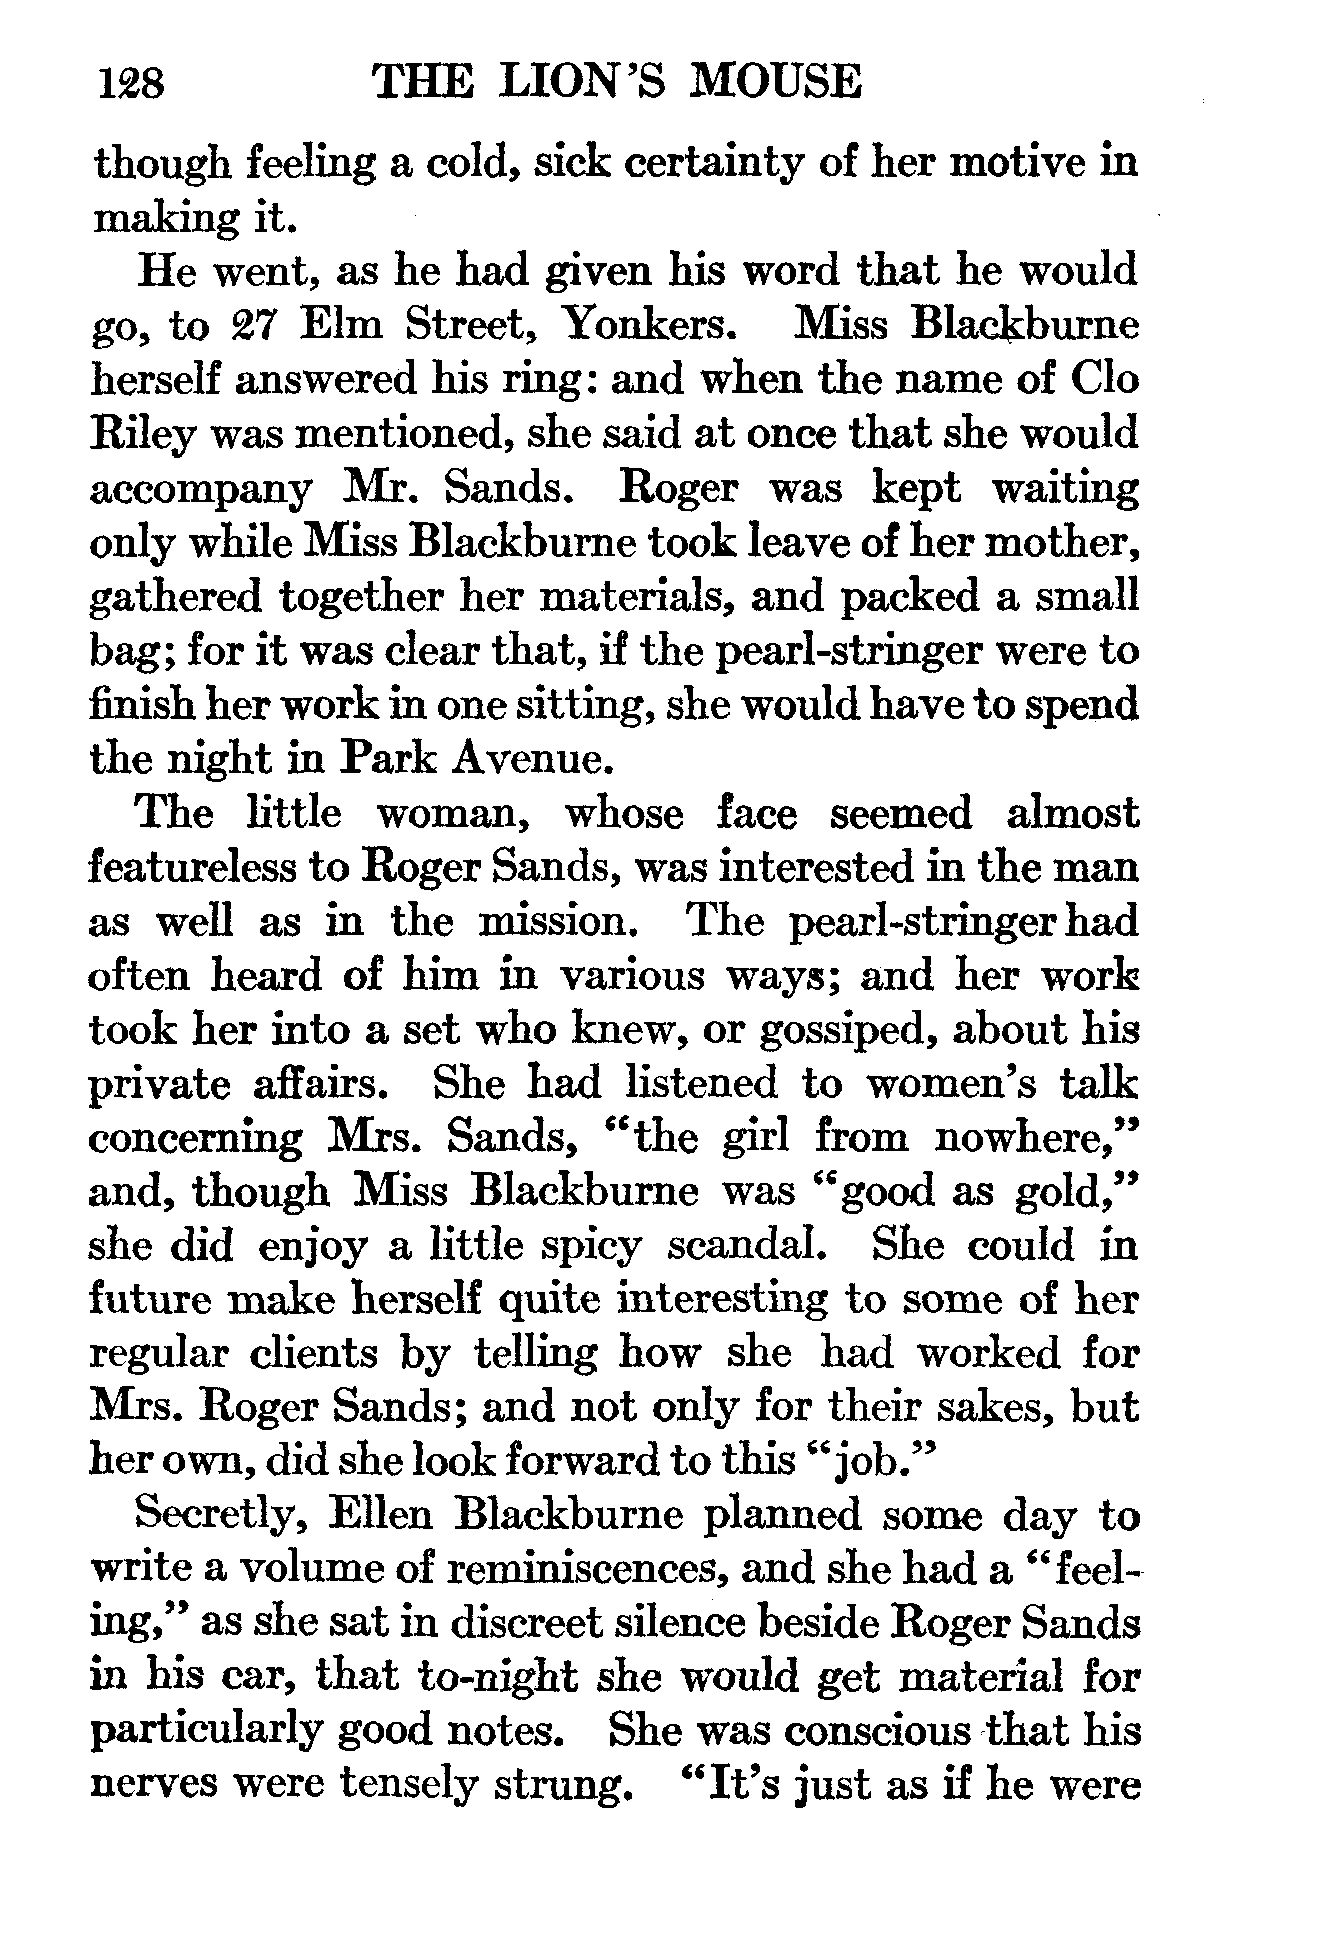 128 THE LION'S MOUSE
though feeling a cold, sick certainty of her motive in
making it.
He went, as he had given his word that he would
go, to 27 Elm Street, Yonkers. Miss Blackburne
herself answered his ring: and when the name of Clo
Riley was mentioned, she said at once that she would
accompany Mr. Sands. Roger was kept waiting
only while Miss Blackburne took leave of her mother,
gathered together her materials, and packed a small
bag; for it was clear that, if the pearl-stringer were to
finish her work in one sitting, she would have to spend
the night in Park Avenue.
The little woman, whose face seemed almost
featureless to Roger Sands, was interested in the man
as well as in the mission. The pearl-stringer had
often heard of him in various ways; and her work
took her into a set who knew, or gossiped, about his
private affairs. She had listened to women's talk
concerning Mrs. Sands, "the girl from nowhere,"
and, though Miss Blackburne was "good as gold,"
she did enjoy a little spicy scandal. She could in
future make herself quite interesting to some of her
regular clients by telling how she had worked for
Mrs. Roger Sands; and not only for their sakes, but
her own, did she look forward to this "job."
Secretly, Ellen Blackburne planned some day to
write a volume of reminiscences, and she had a "feel-
ing," as she sat in discreet silence beside Roger Sands
in his car, that to-night she would get material for
particularly good notes. She was conscious that his
nerves were tensely strung. "It's just as if he were